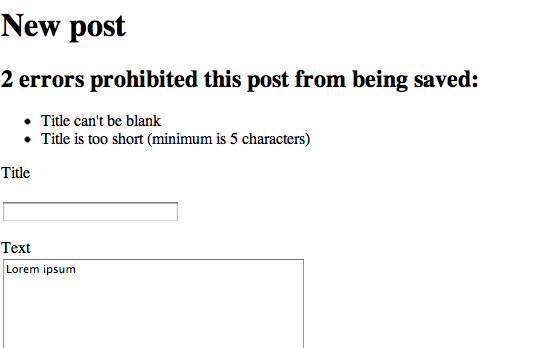 New post
2 errors prohibited this post from being saved:
Title can't be blank
Title is too short (minimum is 5 characters)
Title
Text
Lorem ipsum